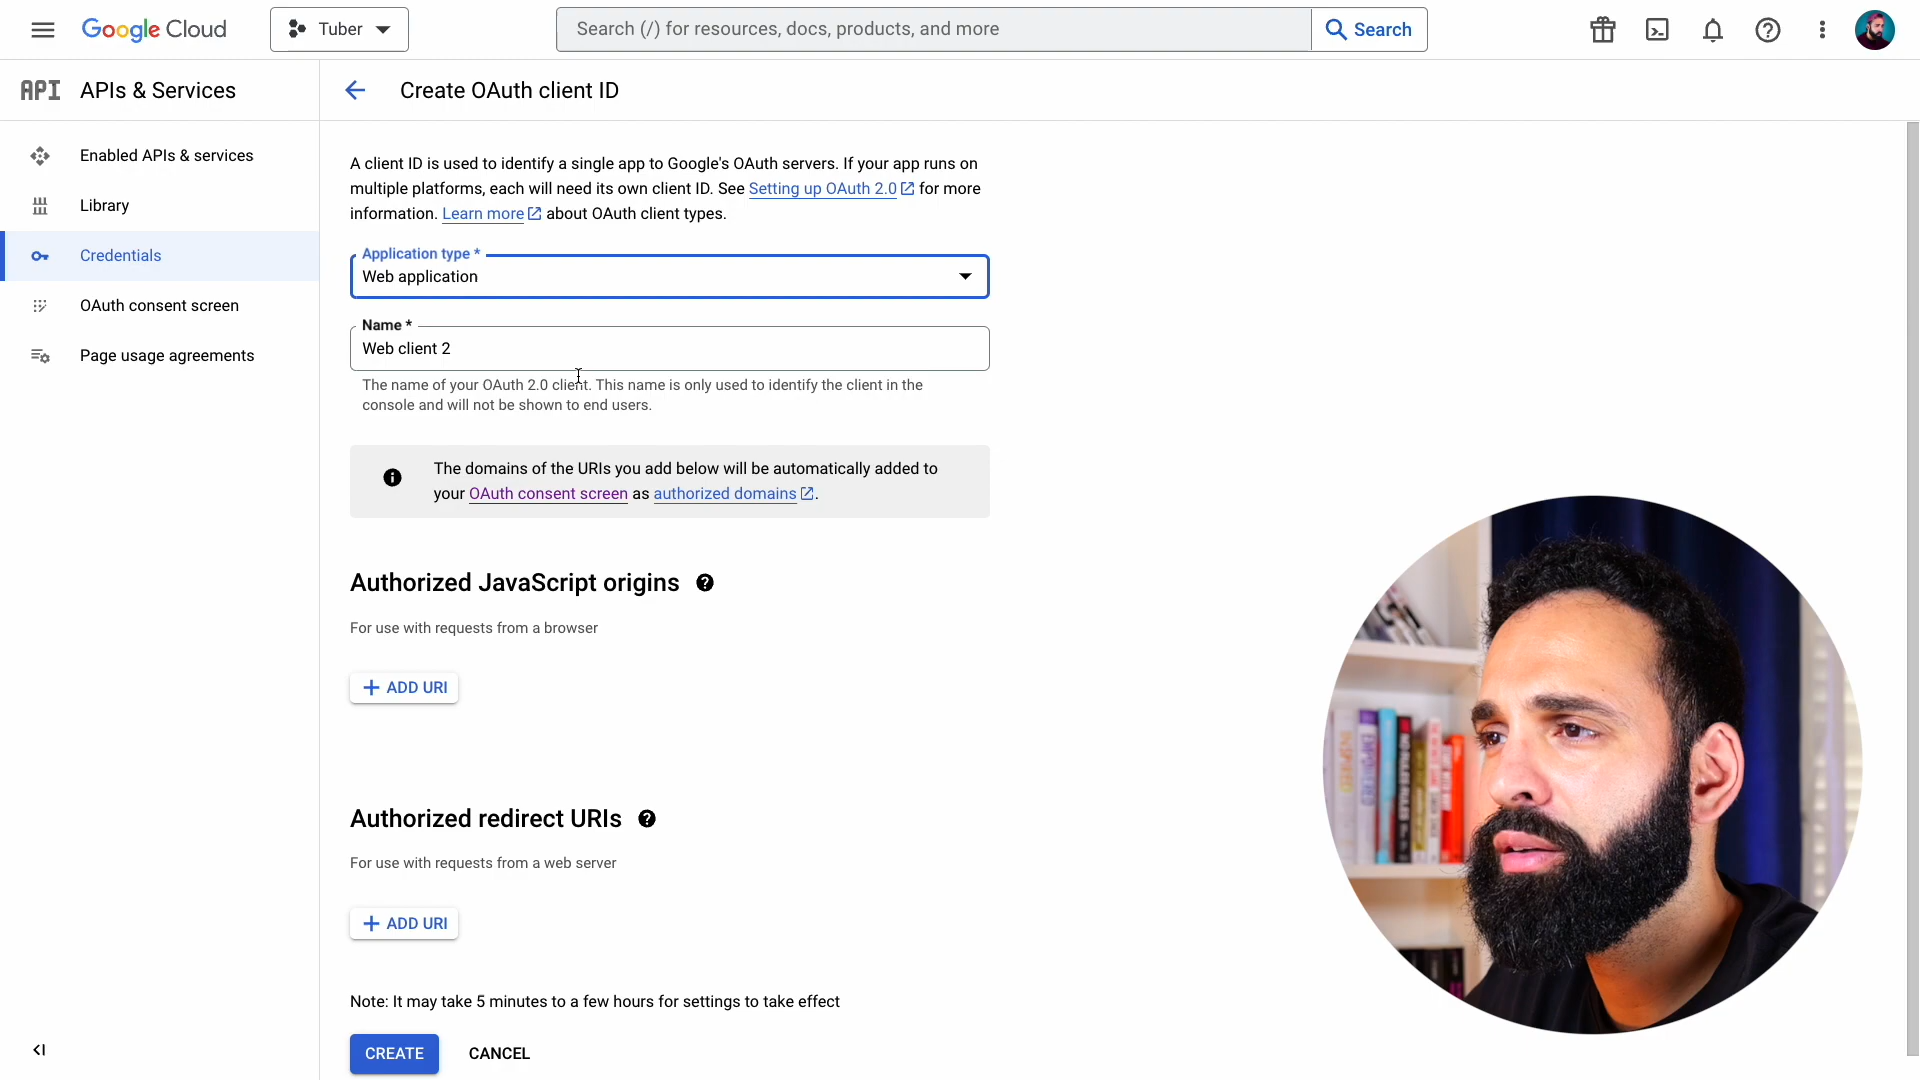 Google Cloud
Tuber
Search (/) for resources, docs, products, and more
Search
API
APIs & Services
Create OAuth client ID
Enabled APIs & services
Library
Credentials
OAuth consent screen
Page usage agreements
A client ID is used to identify a single app to Google's OAuth servers. If your app runs on
multiple platforms, each will need its own client ID. See Setting up OAuth 2.0 for more
information. Learn more about OAuth client types.
Application type *
Web application
Name *
Web client 2
The name of your OAuth 2.0 client. This name is only used to identify the client in the
console and will not be shown to end users.
The domains of the URIs you add below will be automatically added to
your OAuth consent screen as authorized domains.
Authorized JavaScript origins
For use with requests from a browser
+ ADD URI
Authorized redirect URIs
For use with requests from a web server
+ ADD URI
Note: It may take 5 minutes to a few hours for settings to take effect
CREATE
CANCEL
INSPIRED
EMPOWERED
NO RULES RULES